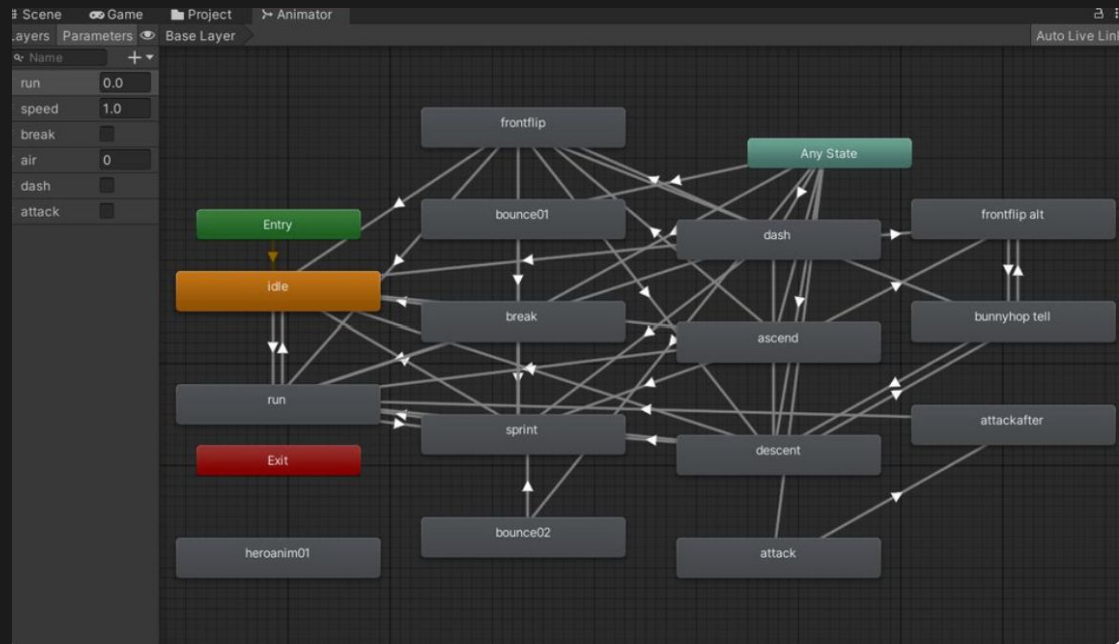 Scene Game Project Animator
ayers Parameters Base Layer Auto Live Lin
Name
run 0.0
speed 1.0
break
air 0
dash
attack
frontflip
Any State
Entry
bounce01
dash
frontflip alt
idle
break
ascend
bunnyhop tell
run
sprint
descent
attackafter
Exit
heroanim01
bounce02
attack